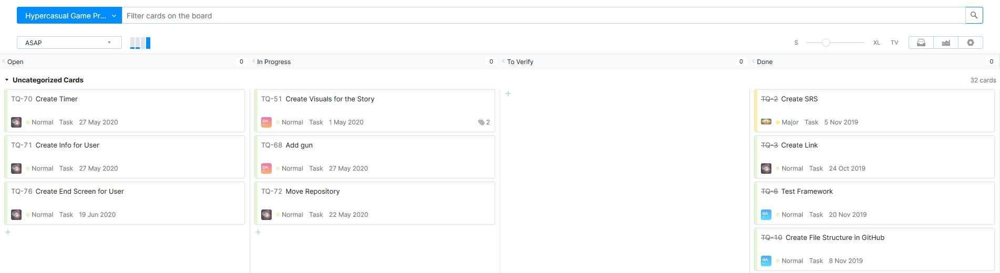 Hypercasual Game Pr... Filter cards on the board
ASAP S XL TV
Open 0 In Progress 0 To Verify 0 Done 0
Uncategorized Cards 32 cards
TQ-70 Create Timer
Normal Task 27 May 2020
TQ-71 Create Info for User
Normal Task 27 May 2020
TQ-76 Create End Screen for User
Normal Task 19 Jun 2020
+
TQ-51 Create Visuals for the Story
DA Normal Task 1 May 2020 2
TQ-68 Add gun
DA Normal Task 27 May 2020
TQ-72 Move Repository
Normal Task 22 May 2020
+
+
TQ-2 Create SRS
Major Task 5 Nov 2019
TQ-3 Create Link
Normal Task 24 Oct 2019
TQ-6 Test Framework
GA Normal Task 20 Nov 2019
TQ-10 Create File Structure in GitHub
GA Normal Task 8 Nov 2019